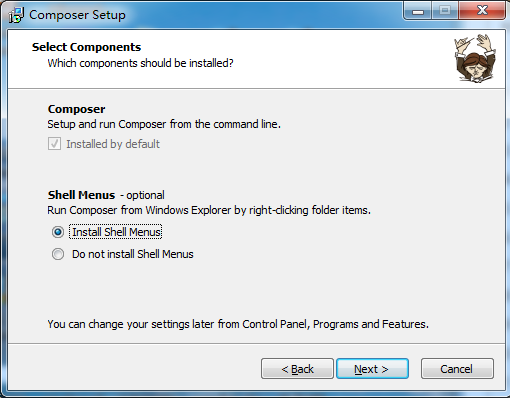 Composer Setup
Select Components
Which components should be installed?
Composer
Setup and run Composer from the command line.
Installed by default
Shell Menus - optional
Run Composer from Windows Explorer by right-clicking folder items.
Install Shell Menus
Do not install Shell Menus
You can change your settings later from Control Panel, Programs and Features.
< Back Next > Cancel